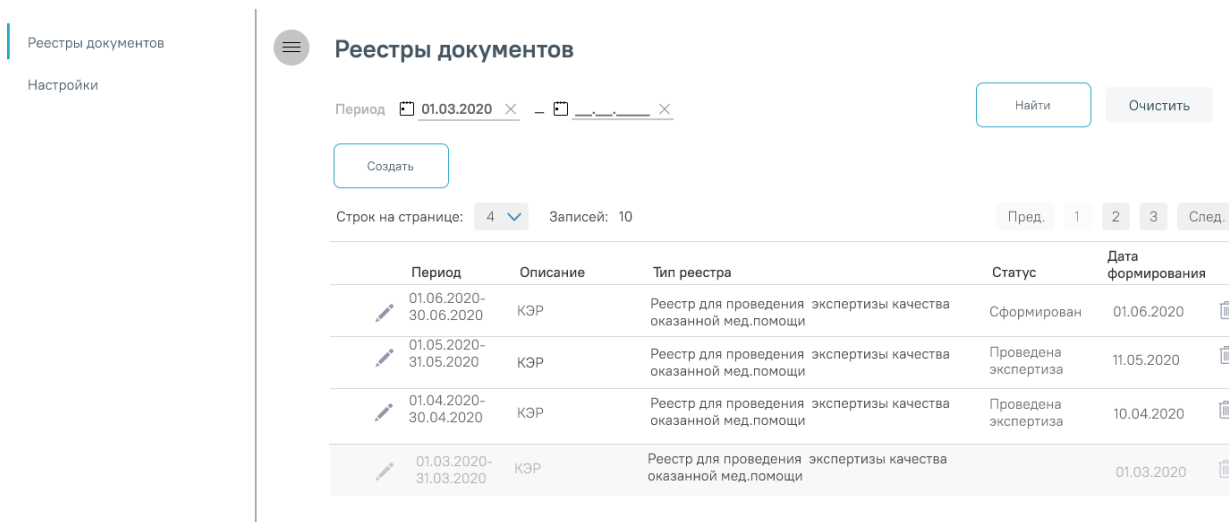 Реестры документов
Настройки
Реестры документов
Период 01.03.2020 – __.__.____
Найти
Очистить
Создать
Строк на странице: 4 Записей: 10 Пред. 1 2 3 След.
Период Описание Тип реестра Статус Дата
формирования
01.06.2020-
30.06.2020
КЭР
Реестр для проведения экспертизы качества
оказанной мед.помощи
Сформирован
01.06.2020
01.05.2020-
31.05.2020
КЭР
Реестр для проведения экспертизы качества
оказанной мед.помощи
Проведена
экспертиза
11.05.2020
01.04.2020-
30.04.2020
КЭР
Реестр для проведения экспертизы качества
оказанной мед.помощи
Проведена
экспертиза
10.04.2020
01.03.2020-
31.03.2020
КЭР
Реестр для проведения экспертизы качества
оказанной мед.помощи
01.03.2020